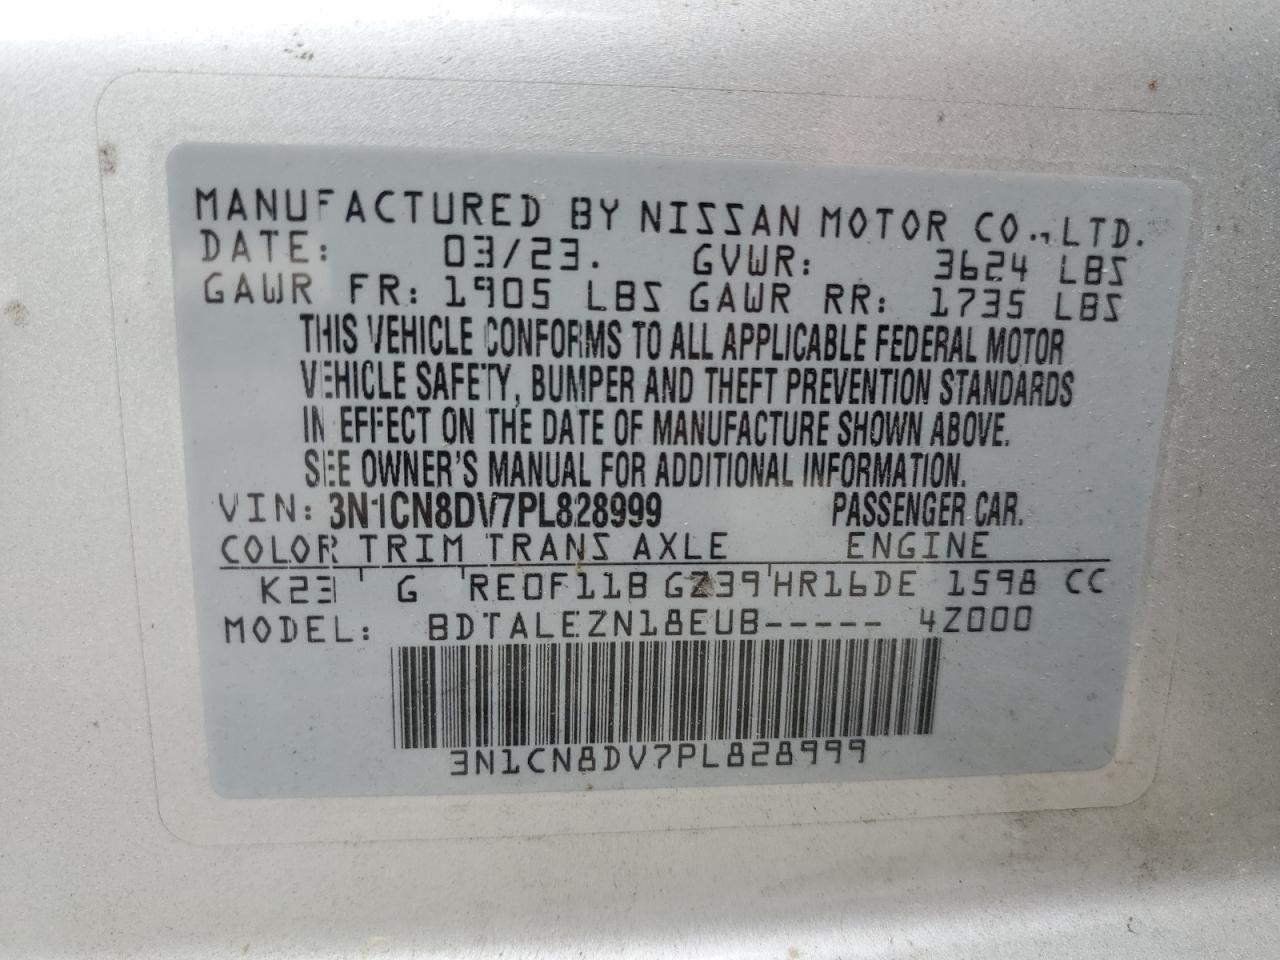 MANUFACTURED BY NISSAN MOTOR CO., LTD.
DATE: 03/23. GVWR: 3624 LBS
GAWR FR: 1905 LBS GAWR RR: 1735 LBS
THIS VEHICLE CONFORMS TO ALL APPLICABLE FEDERAL MOTOR
VEHICLE SAFETY, BUMPER AND THEFT PREVENTION STANDARDS
IN EFFECT ON THE DATE OF MANUFACTURE SHOWN ABOVE.
SEE OWNER'S MANUAL FOR ADDITIONAL INFORMATION.
VIN: 3N1CN8DV7PL828999 PASSENGER CAR.
COLOR TRIM TRANS AXLE ENGINE
K23 G RE0F11B GZ39 HR16DE 1598 CC
MODEL: BDTALEZN18EUB----- 4Z000
3N1CN8DV7PL828999